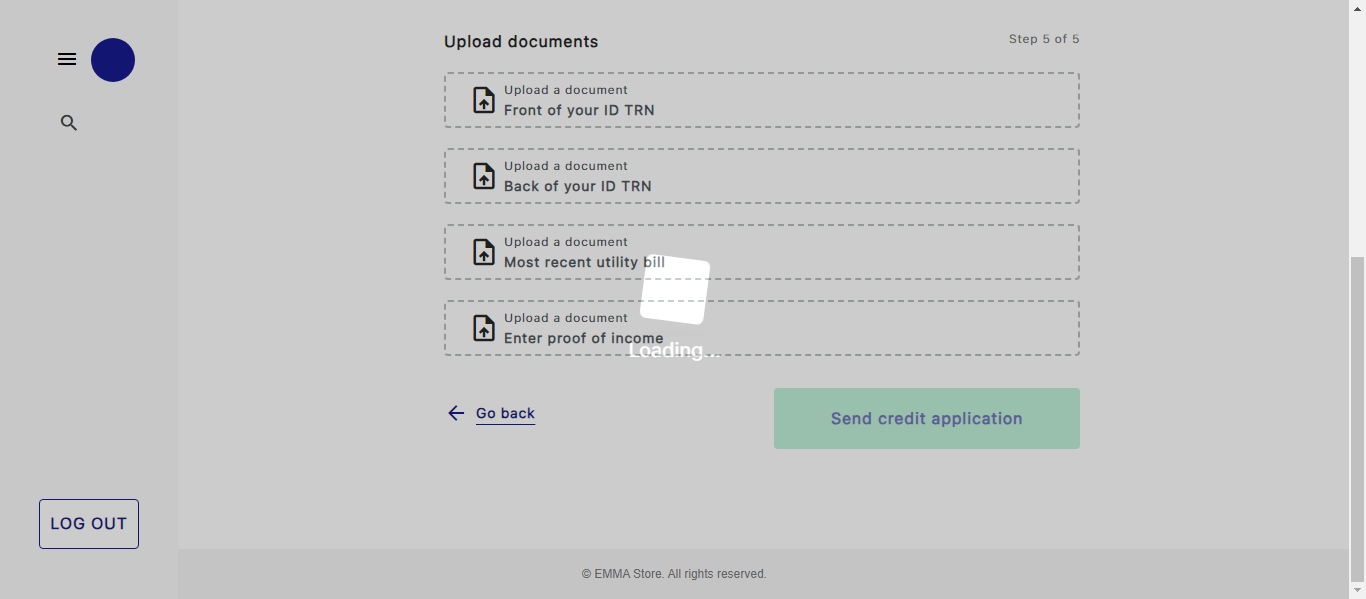 Upload documents
Step 5 of 5
Upload a document
Front of your ID TRN
Upload a document
Back of your ID TRN
Upload a document
Most recent utility bill
Upload a document
Enter proof of income
Loading...
Go back
Send credit application
LOG OUT
© EMMA Store. All rights reserved.